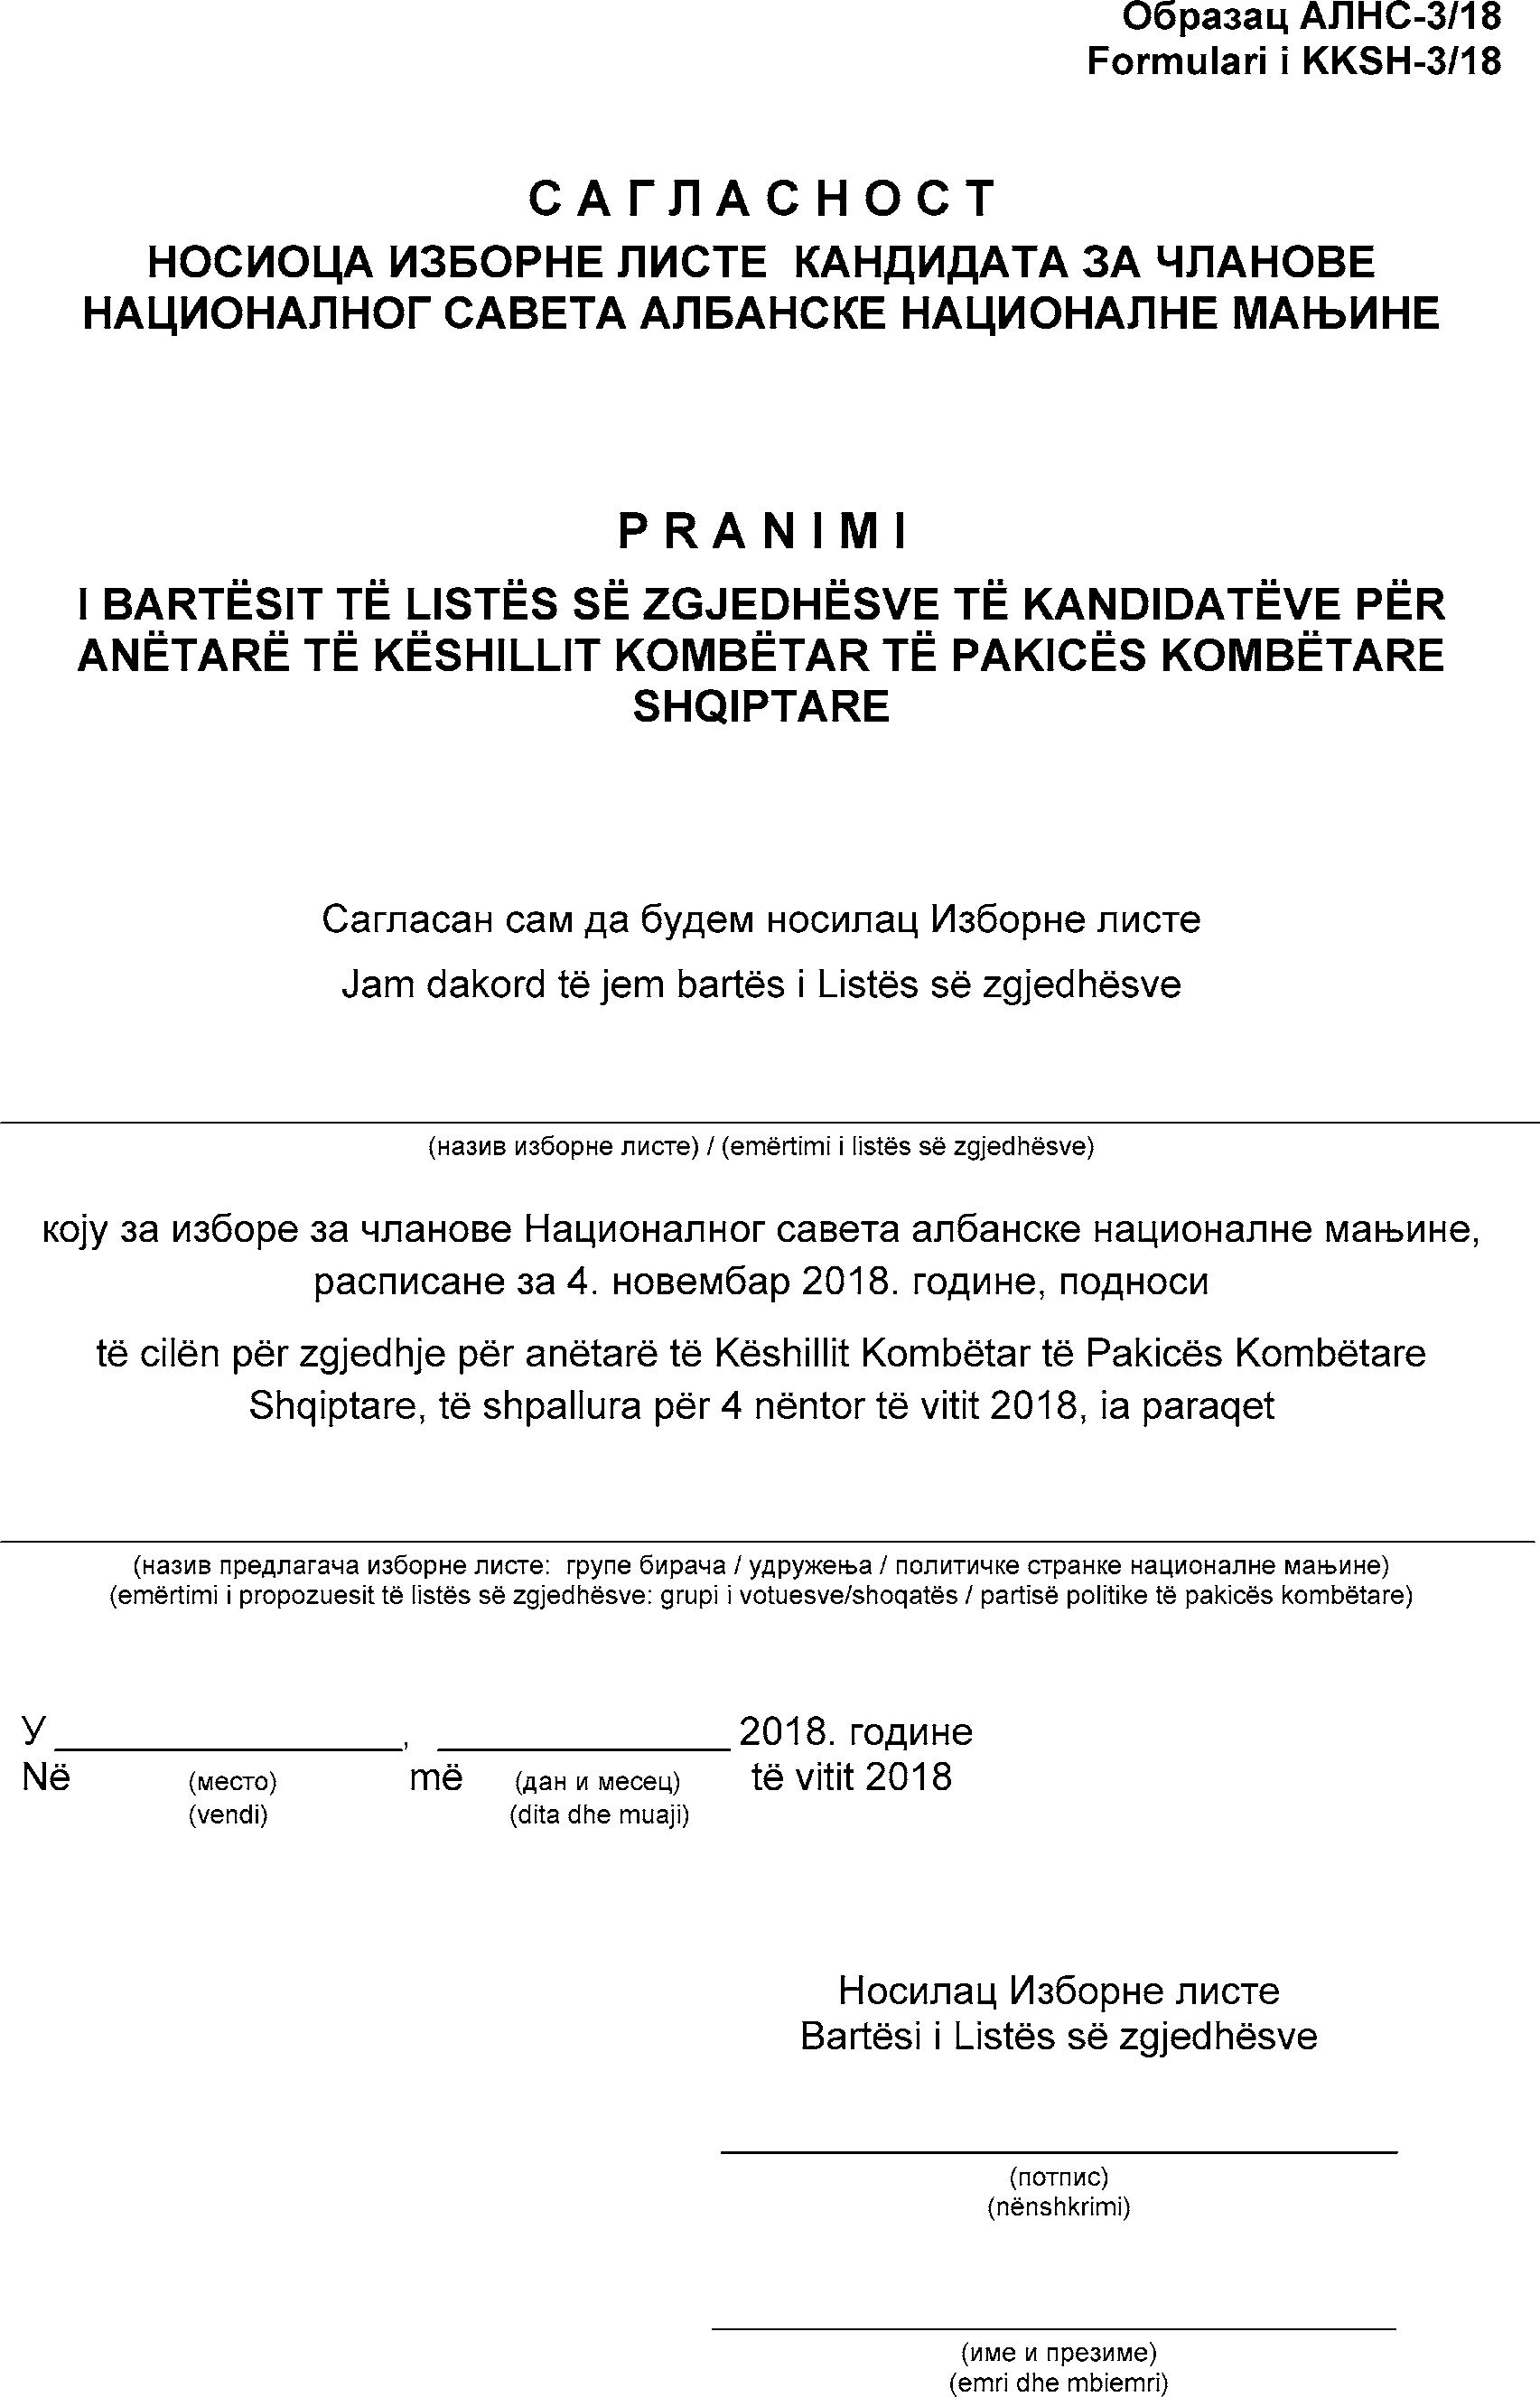 Образац АЛНС-3/18
Formulari i KKSH-3/18
С А Г Л А С Н О С Т
НОСИОЦА ИЗБОРНЕ ЛИСТЕ КАНДИДАТА ЗА ЧЛАНОВЕ
НАЦИОНАЛНОГ САВЕТА АЛБАНСКЕ НАЦИОНАЛНЕ МАЊИНЕ
P R A N I M I
I BARTËSIT TË LISTËS SË ZGJEDHËSVE TË KANDIDATËVE PËR
ANËTARË TË KËSHILLIT KOMBËTAR TË PAKICËS KOMBËTARE
SHQIPTARE
Сагласан сам да будем носилац Изборне листе
Jam dakord të jem bartës i Listës së zgjedhësve
(назив изборне листе) / (emërtimi i listës së zgjedhësve)
коју за изборе за чланове Националног савета албанске националне мањине,
расписане за 4. новембар 2018. године, подноси
të cilën për zgjedhje për anëtarë të Këshillit Kombëtar të Pakicës Kombëtare
Shqiptare, të shpallura për 4 nëntor të vitit 2018, ia paraqet
(назив предлагача изборне листе: групе бирача / удружења / политичке странке националне мањине)
(emërtimi i propozuesit të listës së zgjedhësve: grupi i votuesve/shoqatës / partisë politike të pakicës kombëtare)
У ________________, ______________ 2018. године
Në (место) më (дан и месец) të vitit 2018
(vendi) (dita dhe muaji)
Носилац Изборне листе
Bartësi i Listës së zgjedhësve
(потпис)
(nënshkrimi)
(име и презиме)
(emri dhe mbiemri)